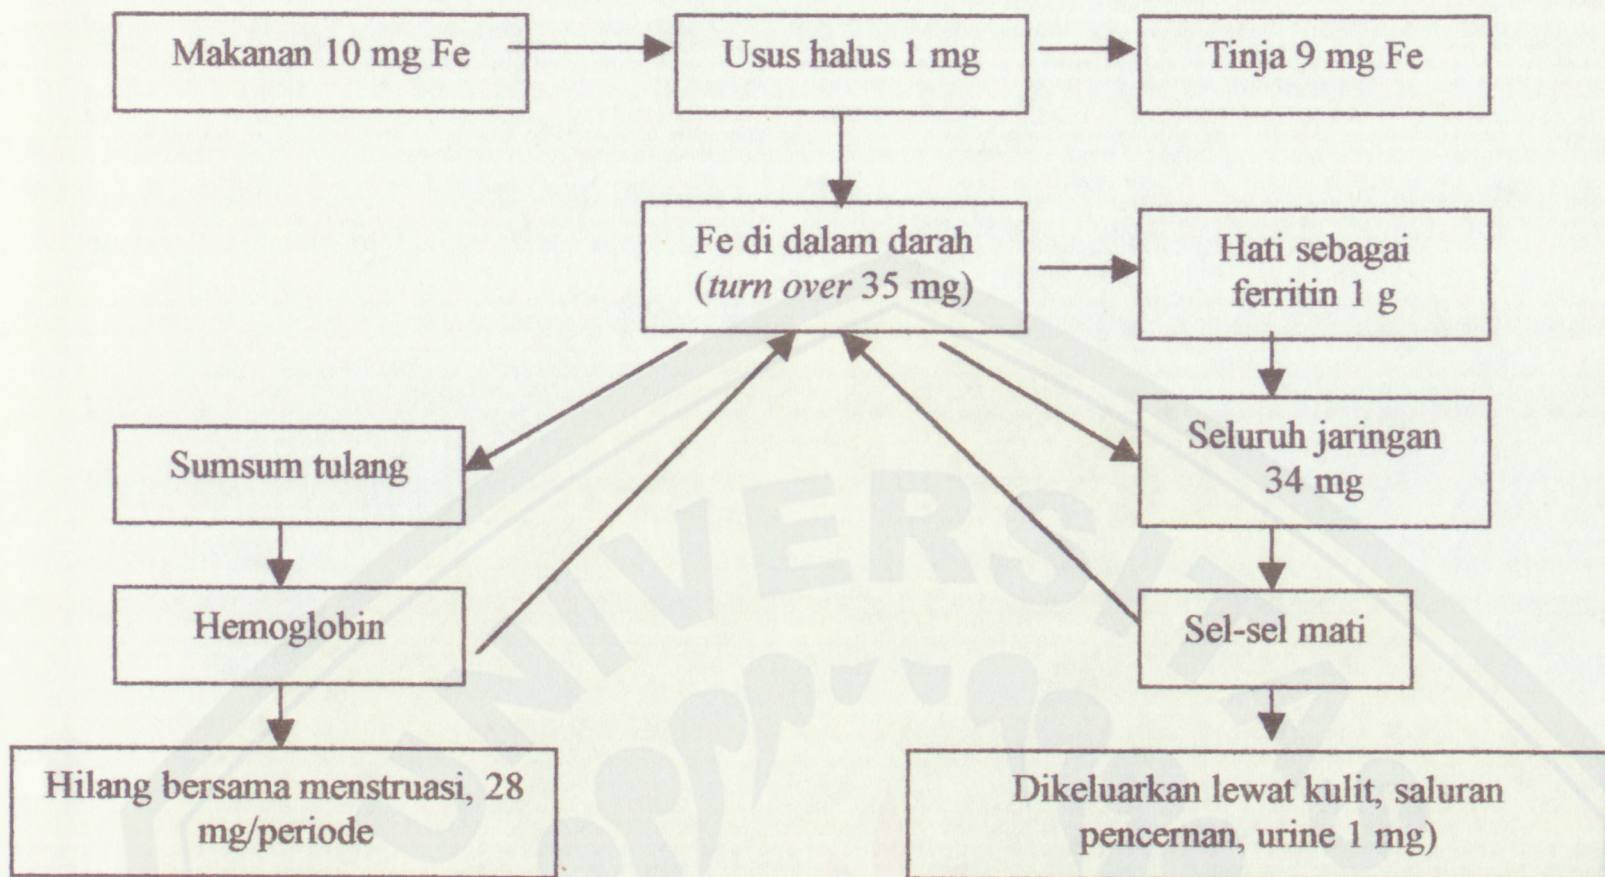 Makanan 10 mg Fe
Usus halus 1 mg
Tinja 9 mg Fe
Fe di dalam darah
(turn over 35 mg)
Hati sebagai
ferritin 1 g
Sumsum tulang
Seluruh jaringan
34 mg
Hemoglobin
Sel-sel mati
Hilang bersama menstruasi, 28
mg/periode
Dikeluarkan lewat kulit, saluran
pencernan, urine 1 mg)
UNIVERSITAS